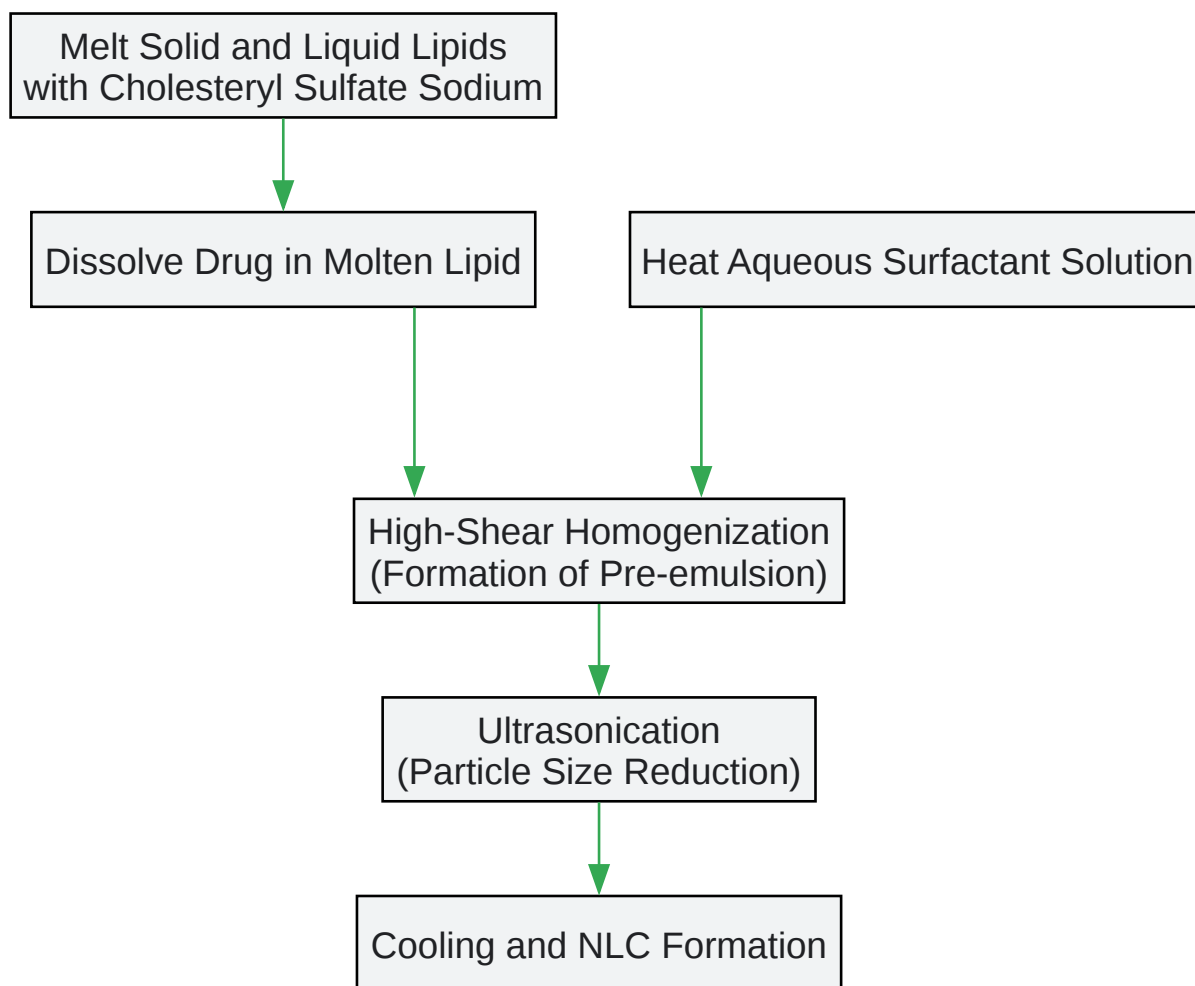 Melt Solid and Liquid Lipids
with Cholesteryl Sulfate Sodium
Dissolve Drug in Molten Lipid
Heat Aqueous Surfactant Solution
High-Shear Homogenization
(Formation of Pre-emulsion)
Ultrasonication
(Particle Size Reduction)
Cooling and NLC Formation